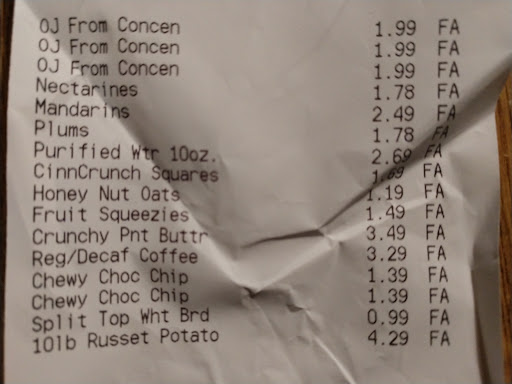 OJ From Concen 1.99 FA
OJ From Concen 1.99 FA
OJ From Concen 1.99 FA
Nectarines 1.78 FA
Mandarins 2.49 FA
Plums 1.78 FA
Purified Wtr 10oz. 2.69 FA
CinnCrunch Squares 1.69 FA
Honey Nut Oats 1.19 FA
Fruit Squeezies 1.49 FA
Crunchy Pnt Buttr 3.49 FA
Reg/Decaf Coffee 3.29 FA
Chewy Choc Chip 1.39 FA
Chewy Choc Chip 1.39 FA
Split Top Wht Brd 0.99 FA
10lb Russet Potato 4.29 FA